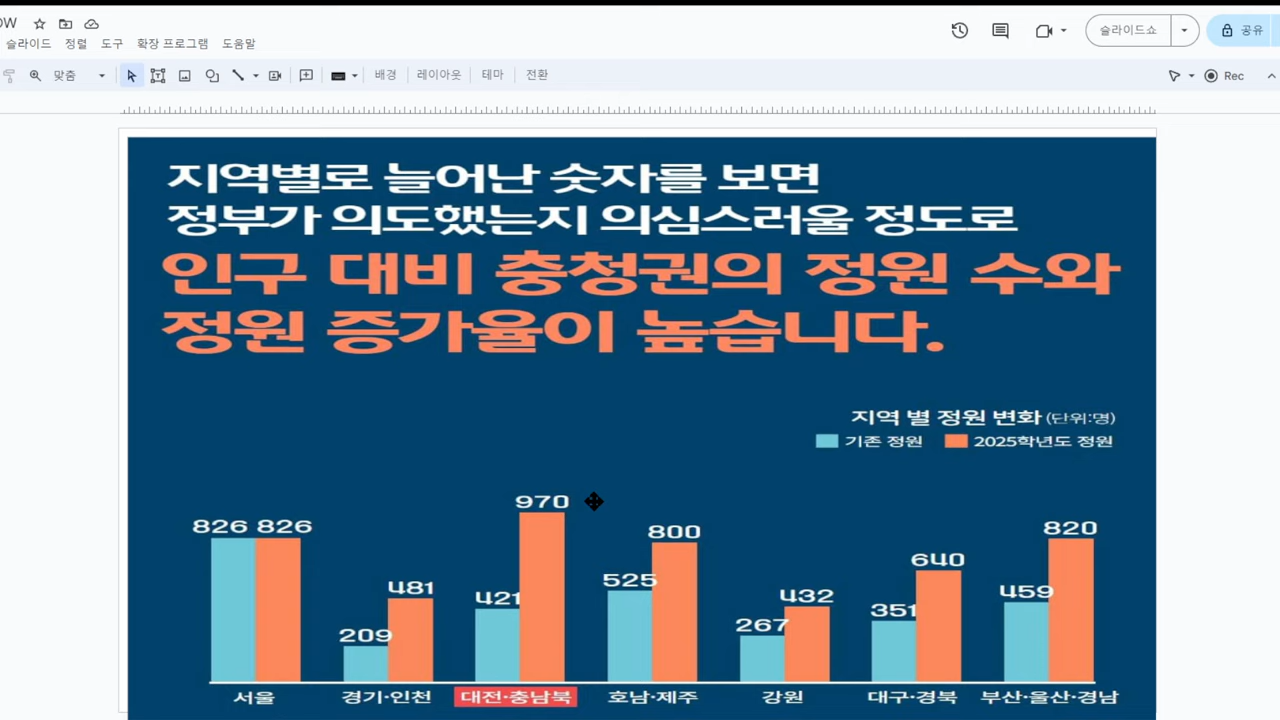 OW
슬라이드 정렬 도구 확장 프로그램 도움말
슬라이드쇼
공유
맞춤
배경 레이아웃 테마 전환
Rec
지역별로 늘어난 숫자를 보면
정부가 의도했는지 의심스러울 정도로
인구 대비 충청권의 정원 수와
정원 증가율이 높습니다.
지역 별 정원 변화 (단위:명)
기존 정원 2025학년도 정원
826 826
209 481
421 970
525 800
267 432
351 640
459 820
서울 경기·인천 대전·충남북 호남·제주 강원 대구·경북 부산·울산·경남